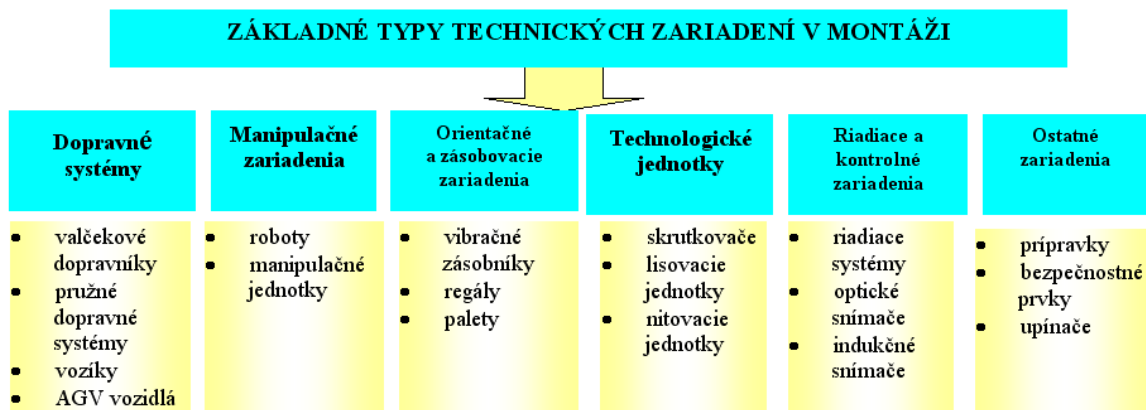 ZÁKLADNÉ TYPY TECHNICKÝCH ZARIADENÍ V MONTÁŽI
Dopravné
systémy
valčekové
dopravníky
pružné
dopravné
systémy
vozíky
AGV vozidlá
Manipulačné
zariadenia
roboty
manipulačné
jednotky
Orientačné
a zásobovacie
zariadenia
vibračné
zásobníky
regály
palety
Technologické
jednotky
skrutkovače
lisovacie
jednotky
nitovacie
jednotky
Riadiace a
kontrolné
zariadenia
riadiace
systémy
optické
snímače
indukčné
snímače
Ostatné
zariadenia
prípravky
bezpečnostné
prvky
upínače